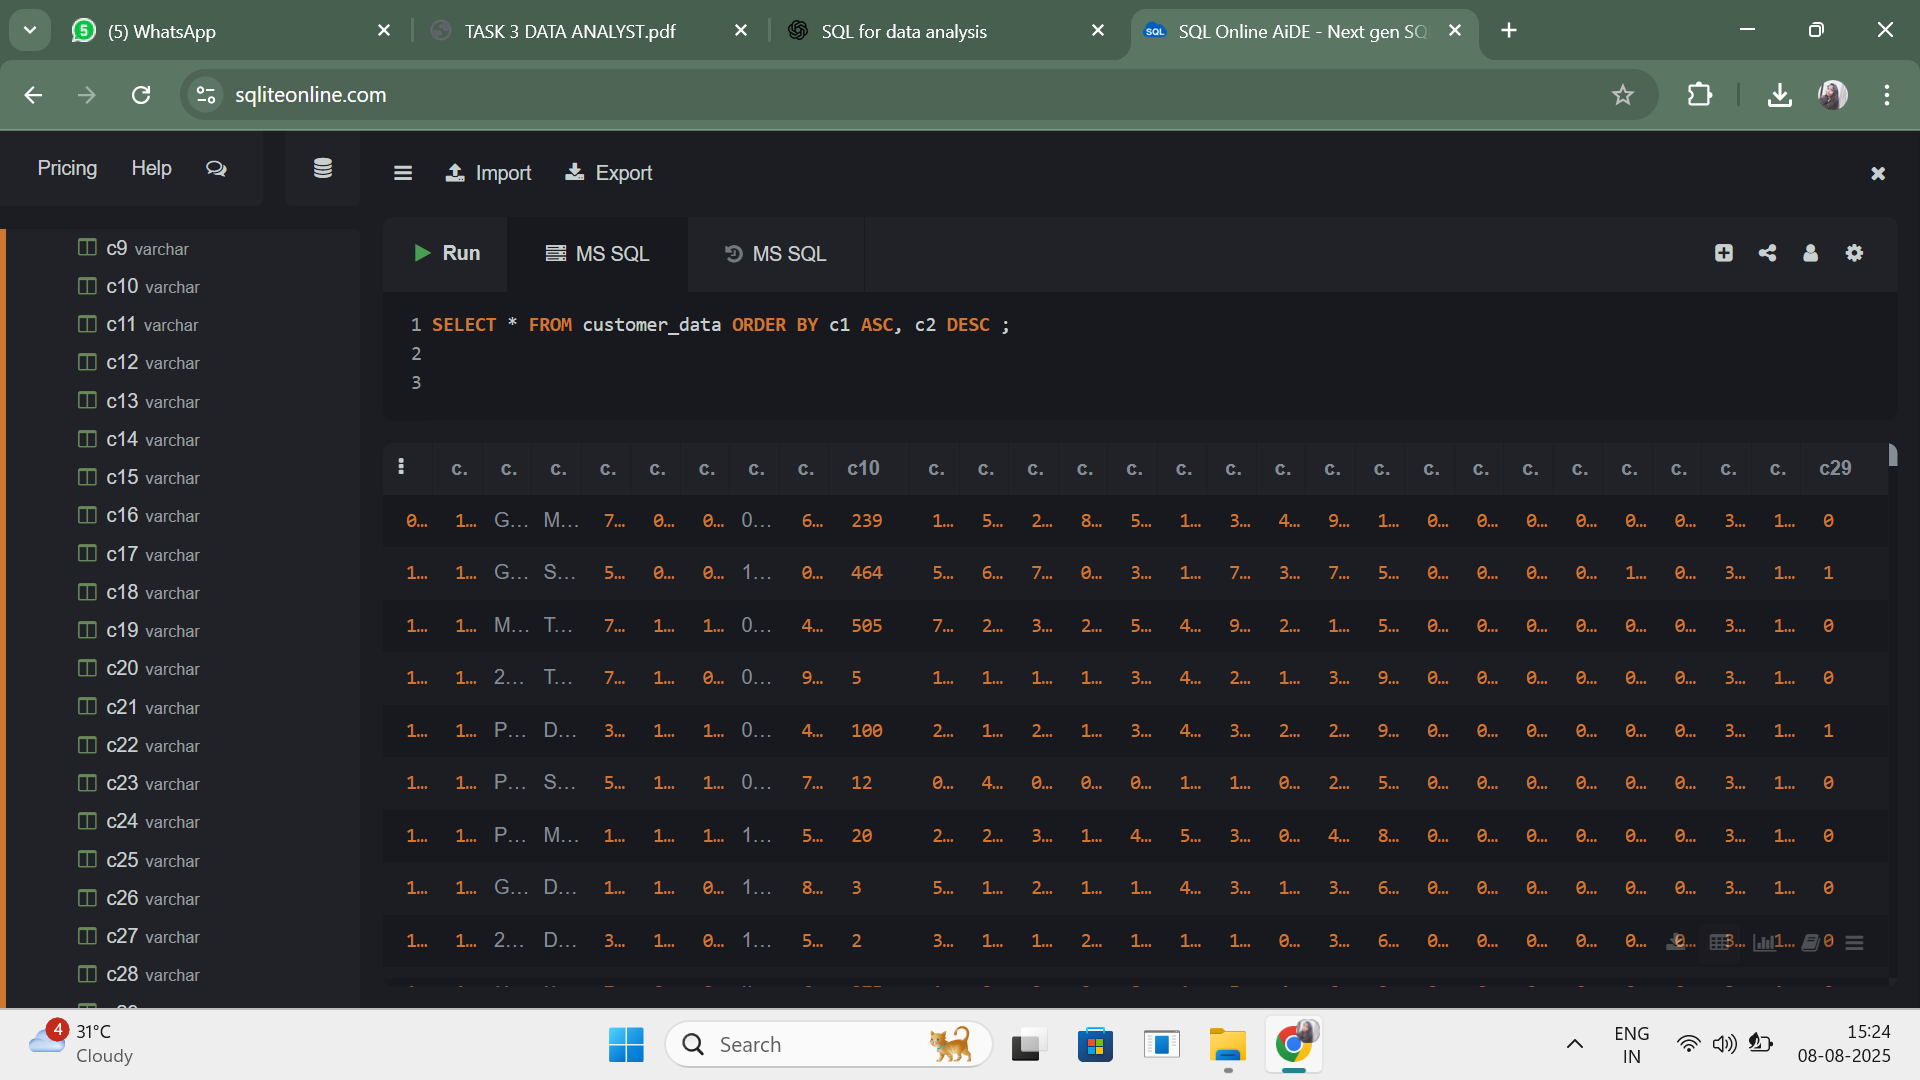 5 (5) WhatsApp TASK 3 DATA ANALYST.pdf SQL for data analysis SQL SQL Online AiDE - Next gen SQ
sqliteonline.com
Pricing Help Import Export
Run MS SQL MS SQL
1 SELECT * FROM customer_data ORDER BY c1 ASC, c2 DESC ;
2
3
c9 varchar
c10 varchar
c11 varchar
c12 varchar
c13 varchar
c14 varchar
c15 varchar
c16 varchar
c17 varchar
c18 varchar
c19 varchar
c20 varchar
c21 varchar
c22 varchar
c23 varchar
c24 varchar
c25 varchar
c26 varchar
c27 varchar
c28 varchar
c. c. c. c. c. c. c. c. c10 c. c. c. c. c. c. c. c. c. c. c. c. c. c. c. c. c. c. c29
0… 1… G… M… 7… 0… 0… 0… 6… 239 1… 5… 2… 8… 5… 1… 3… 4… 9… 1… 0… 0… 0… 0… 0… 0… 3… 1… 0
1… 1… G… S… 5… 0… 0… 1… 0… 464 5… 6… 7… 0… 3… 1… 7… 3… 7… 5… 0… 0… 0… 0… 1… 0… 3… 1… 1
1… 1… M… T… 7… 1… 1… 0… 4… 505 7… 2… 3… 2… 5… 4… 9… 2… 1… 5… 0… 0… 0… 0… 0… 0… 3… 1… 0
1… 1… 2… T… 7… 1… 0… 0… 9… 5 1… 1… 1… 1… 3… 4… 2… 1… 3… 9… 0… 0… 0… 0… 0… 0… 3… 1… 0
1… 1… P… D… 3… 1… 1… 0… 4… 100 2… 1… 2… 1… 3… 4… 3… 2… 2… 9… 0… 0… 0… 0… 0… 0… 3… 1… 1
1… 1… P… S… 5… 1… 1… 0… 7… 12 0… 4… 0… 0… 0… 1… 1… 0… 2… 5… 0… 0… 0… 0… 0… 0… 3… 1… 0
1… 1… P… M… 1… 1… 1… 1… 5… 20 2… 2… 3… 1… 4… 5… 3… 0… 4… 8… 0… 0… 0… 0… 0… 0… 3… 1… 0
1… 1… G… D… 1… 1… 0… 1… 8… 3 5… 1… 2… 1… 1… 4… 3… 1… 3… 6… 0… 0… 0… 0… 0… 0… 3… 1… 0
1… 1… 2… D… 3… 1… 0… 1… 5… 2 3… 1… 1… 2… 1… 1… 1… 0… 3… 6… 0… 0… 0… 0… 0… 0… 3… 1… 0
4 31°C
Cloudy
Search
ENG
IN
15:24
08-08-2025